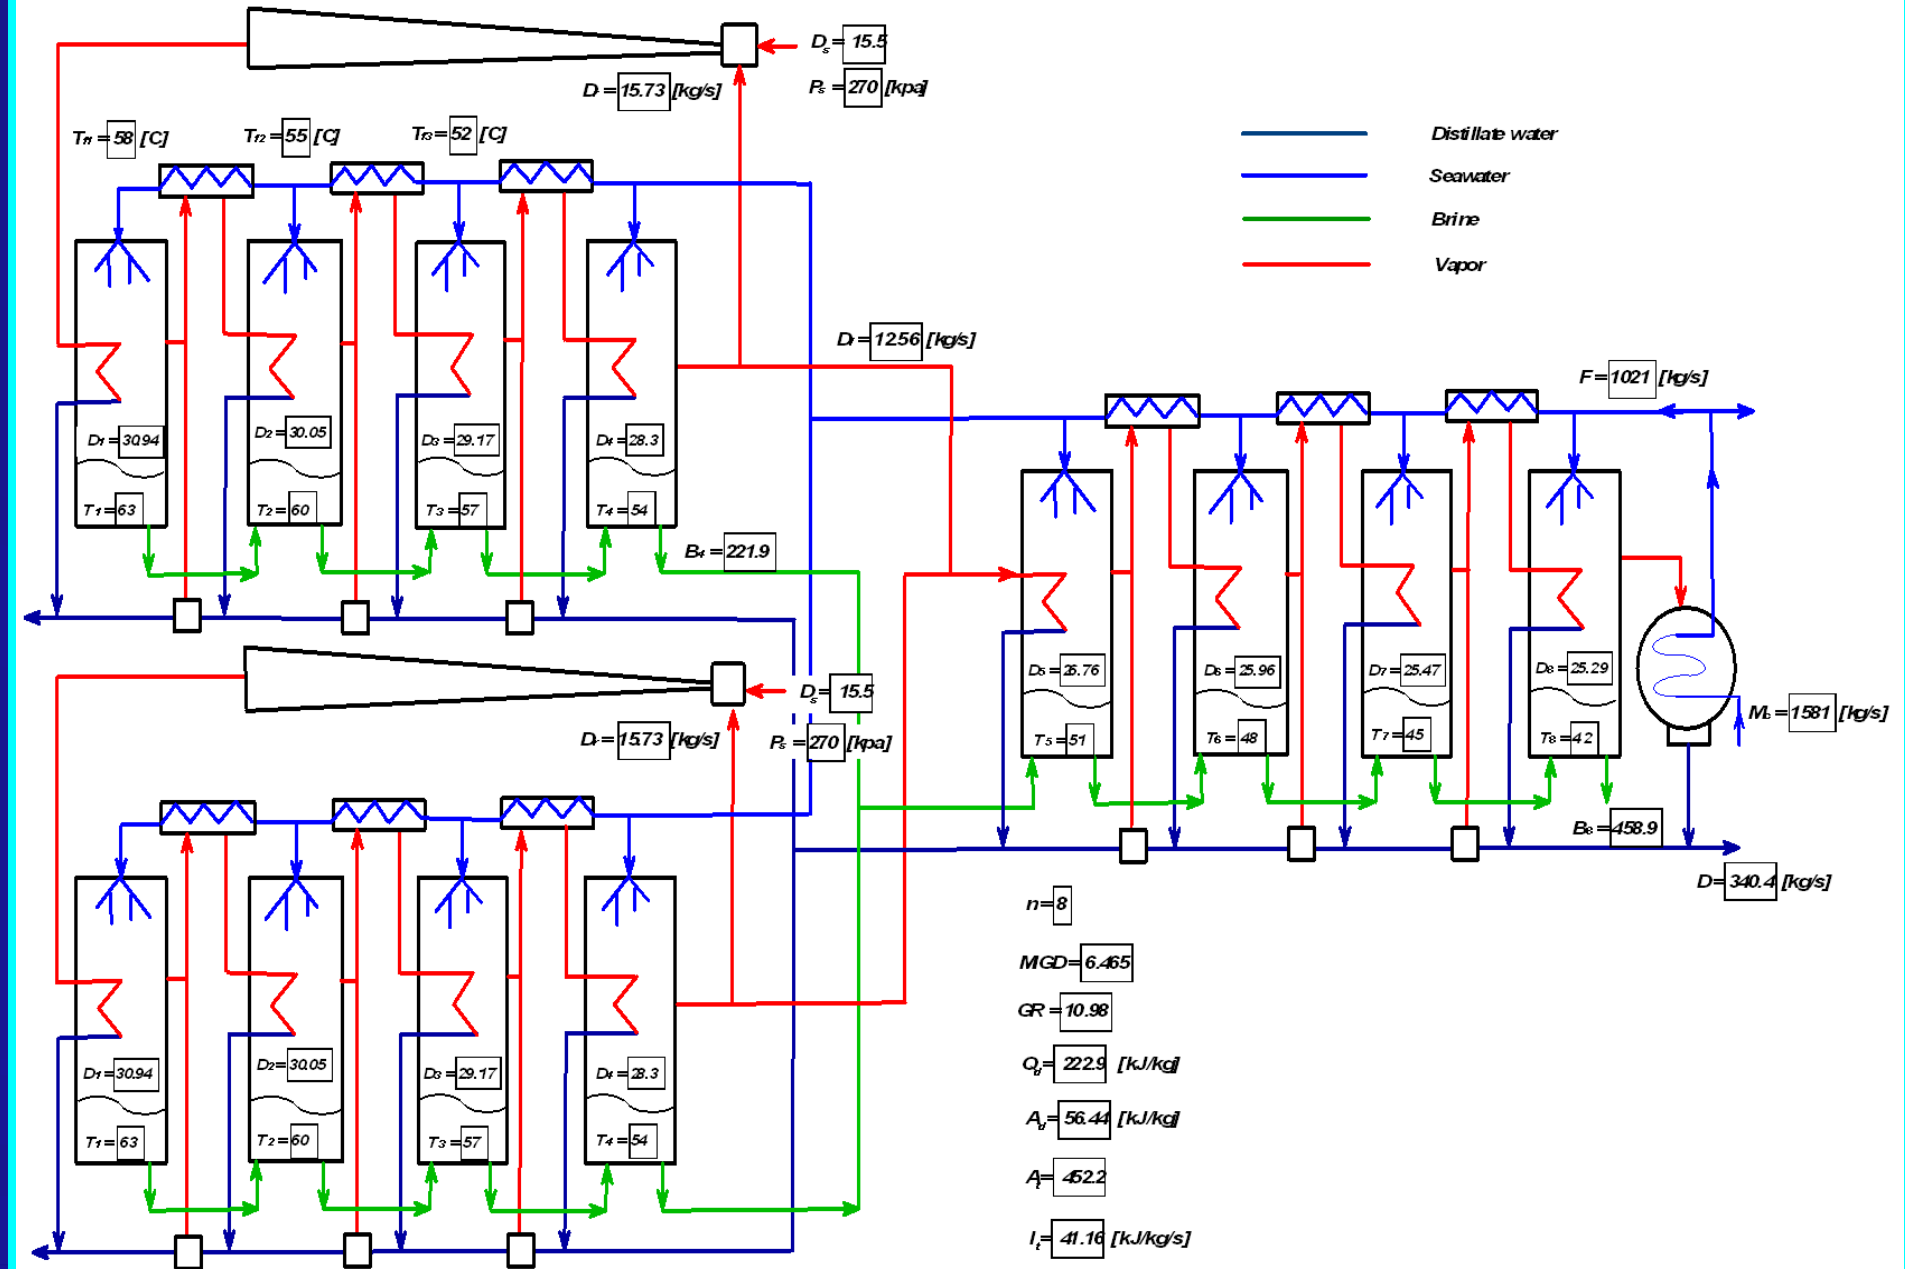 Ds = 15.5
Dr = 15.73 [kg/s]
Ps = 270 [kpa]
Tf1 = 58 [C]
Tf2 = 55 [C]
Tf3 = 52 [C]
Distillate water
Seawater
Brine
Vapor
Dr = 12.56 [kg/s]
F = 1021 [kg/s]
D1 = 30.94
D2 = 30.05
D3 = 29.17
D4 = 28.3
T1 = 63
T2 = 60
T3 = 57
T4 = 54
B4 = 221.9
D5 = 26.76
D6 = 25.96
D7 = 25.47
D8 = 25.29
Ds = 15.5
Dr = 15.73 [kg/s]
Ps = 270 [kpa]
T5 = 51
T6 = 48
T7 = 45
T8 = 42
= 1581 [kg/s]
B8 = 458.9
D = 340.4 [kg/s]
n = 8
MGD = 6.465
GR = 10.98
Qd = 222.9 [kJ/kg]
Ad = 56.44 [kJ/kg]
At = 452.2
It = 41.16 [kJ/kg/s]
D1 = 30.94
D2 = 30.05
D3 = 29.17
D4 = 28.3
T1 = 63
T2 = 60
T3 = 57
T4 = 54